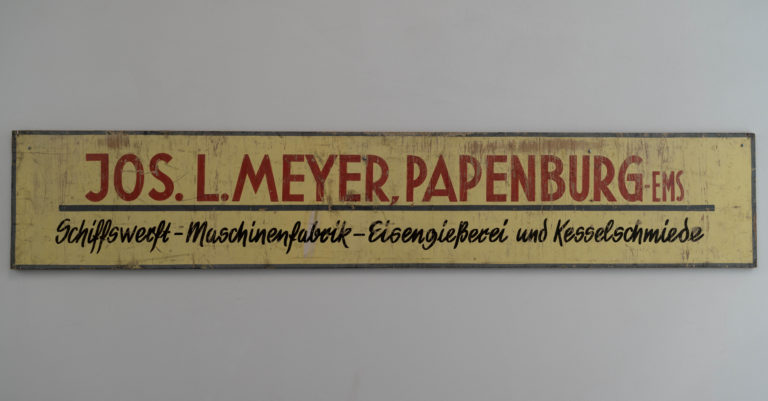 JOS. L. MEYER, PAPENBURG-EMS
Schiffswerft - Maschinenfabrik - Eisengießerei und Kesselschmiede